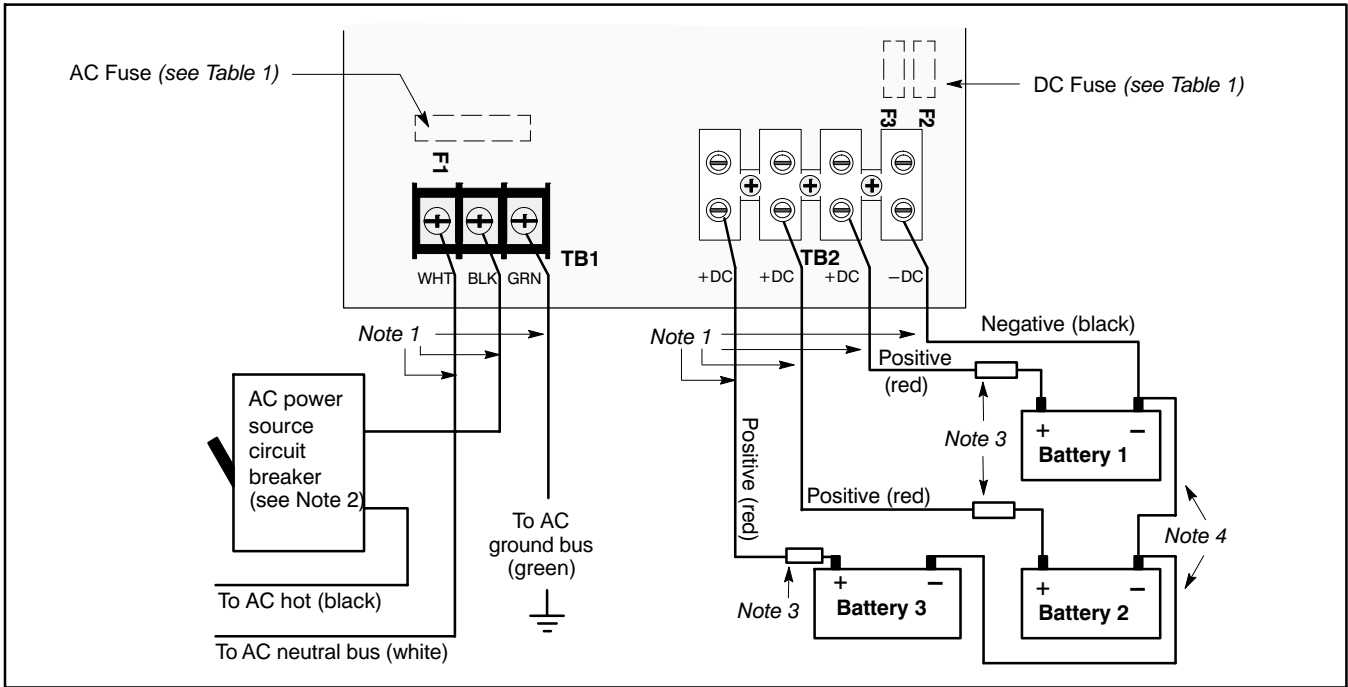 AC Fuse (see Table 1)
DC Fuse (see Table 1)
F3
F2
F1
TB1
TB2
WHT
BLK
GRN
+DC
+DC
+DC
−DC
Note 1
Note 1
Negative (black)
Positive
(red)
AC power
source
circuit
breaker
(see Note 2)
Positive (red)
Note 3
+
−
Battery 1
Positive (red)
To AC
ground bus
(green)
Note 4
To AC hot (black)
Note 3
+
−
Battery 3
+
−
Battery 2
To AC neutral bus (white)